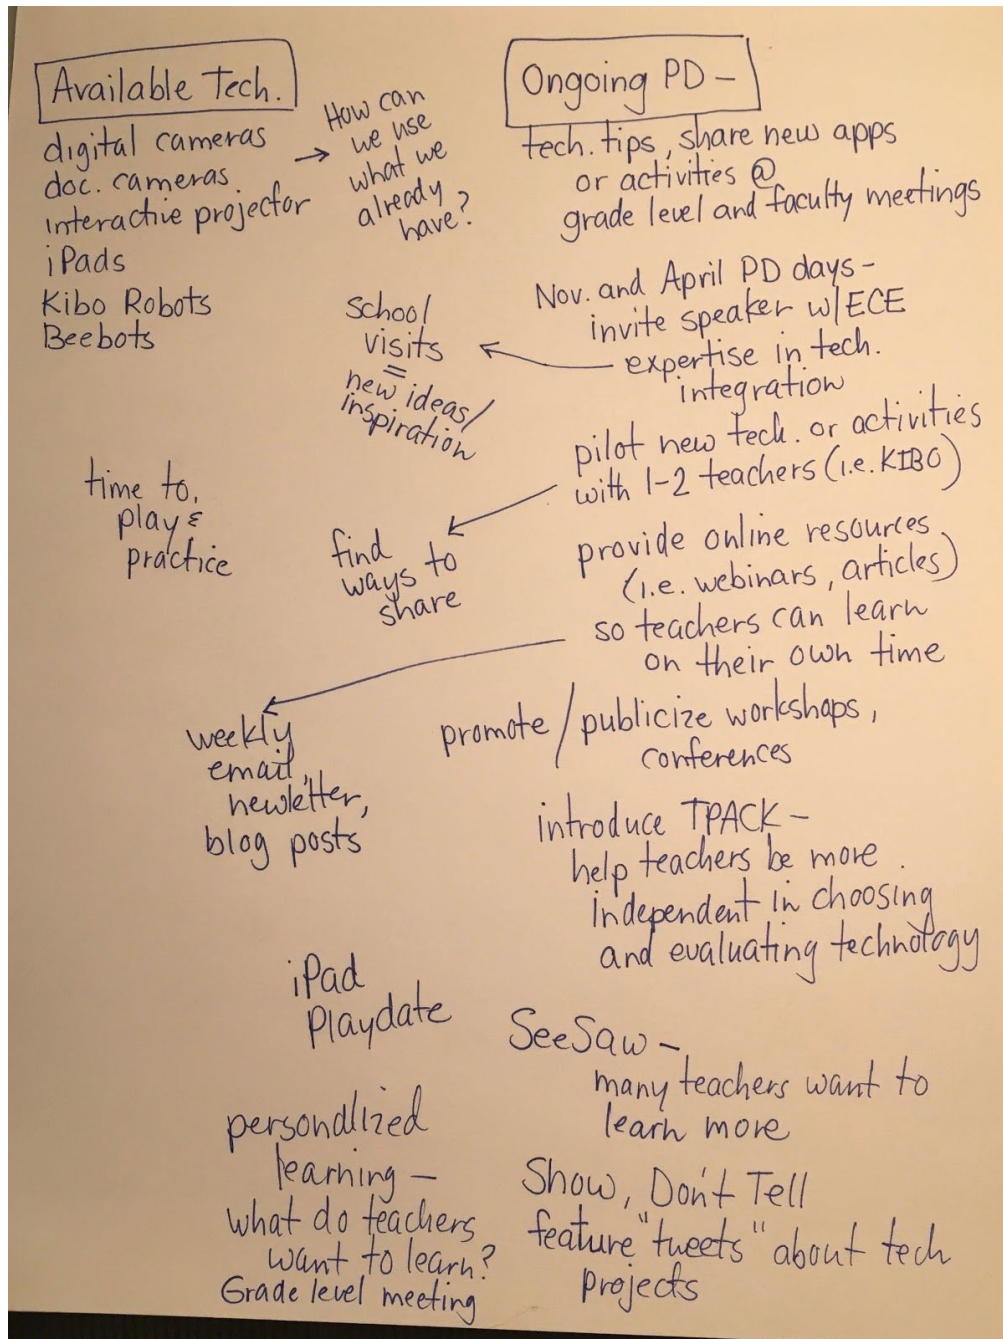 Available Tech.
digital cameras
doc. cameras
interactive projector
iPads
Kibo Robots
Beebots
→ How can
we use
what we
already
have?
school
visits
=
new ideas/
inspiration
time to
play &
practice
find
ways to
share
weekly
email,
newletter,
blog posts
iPad
Playdate
personalized
learning —
what do teachers
want to learn?
Grade level meeting
Ongoing PD —
tech. tips, share new apps
or activities @
grade level and faculty meetings
Nov. and April PD days —
invite speaker w/ECE
expertise in tech.
integration
pilot new tech. or activities
with 1-2 teachers (i.e. KIBO)
provide online resources
(i.e. webinars, articles)
so teachers can learn
on their own time
promote / publicize workshops,
conferences
introduce TPACK —
help teachers be more
independent in choosing
and evaluating technology
SeeSaw —
many teachers want to
learn more
Show, Don't Tell
feature "tweets" about tech
projects